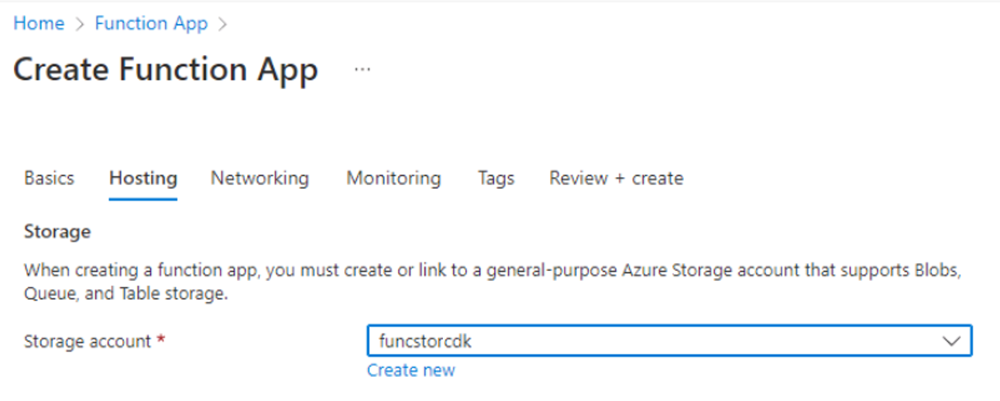 Home > Function App >
Create Function App ...
Basics Hosting Networking Monitoring Tags Review + create
Storage
When creating a function app, you must create or link to a general-purpose Azure Storage account that supports Blobs,
Queue, and Table storage.
Storage account * funcstorcdk
Create new